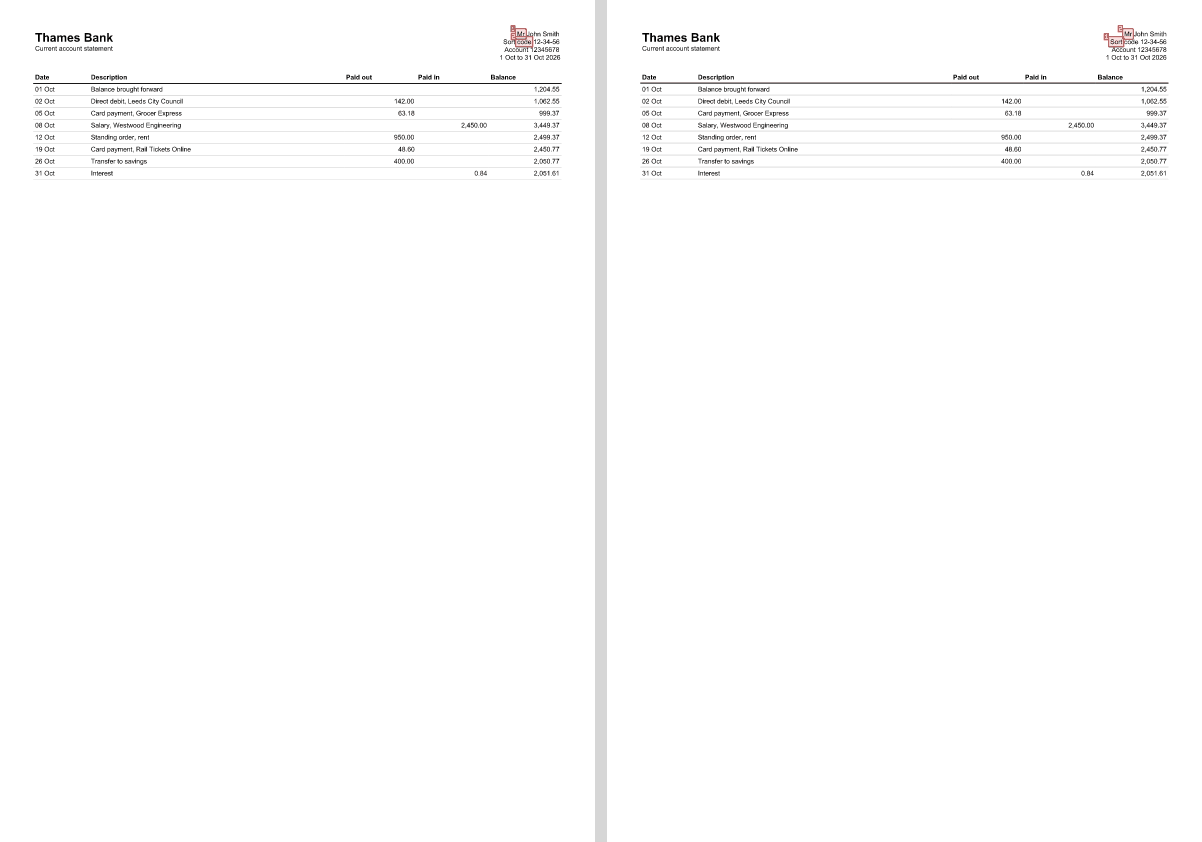 Thames Bank
Current account statement
Mr John Smith
Sort code 12-34-56
Account 12345678
1 Oct to 31 Oct 2026
Date Description Paid out Paid in Balance
01 Oct Balance brought forward 1,204.55
02 Oct Direct debit, Leeds City Council 142.00 1,062.55
05 Oct Card payment, Grocer Express 63.18 999.37
08 Oct Salary, Westwood Engineering 2,450.00 3,449.37
12 Oct Standing order, rent 950.00 2,499.37
19 Oct Card payment, Rail Tickets Online 48.60 2,450.77
26 Oct Transfer to savings 400.00 2,050.77
31 Oct Interest 0.84 2,051.61
Thames Bank
Current account statement
Mr John Smith
Sort code 12-34-56
Account 12345678
1 Oct to 31 Oct 2026
Date Description Paid out Paid in Balance
01 Oct Balance brought forward 1,204.55
02 Oct Direct debit, Leeds City Council 142.00 1,062.55
05 Oct Card payment, Grocer Express 63.18 999.37
08 Oct Salary, Westwood Engineering 2,450.00 3,449.37
12 Oct Standing order, rent 950.00 2,499.37
19 Oct Card payment, Rail Tickets Online 48.60 2,450.77
26 Oct Transfer to savings 400.00 2,050.77
31 Oct Interest 0.84 2,051.61